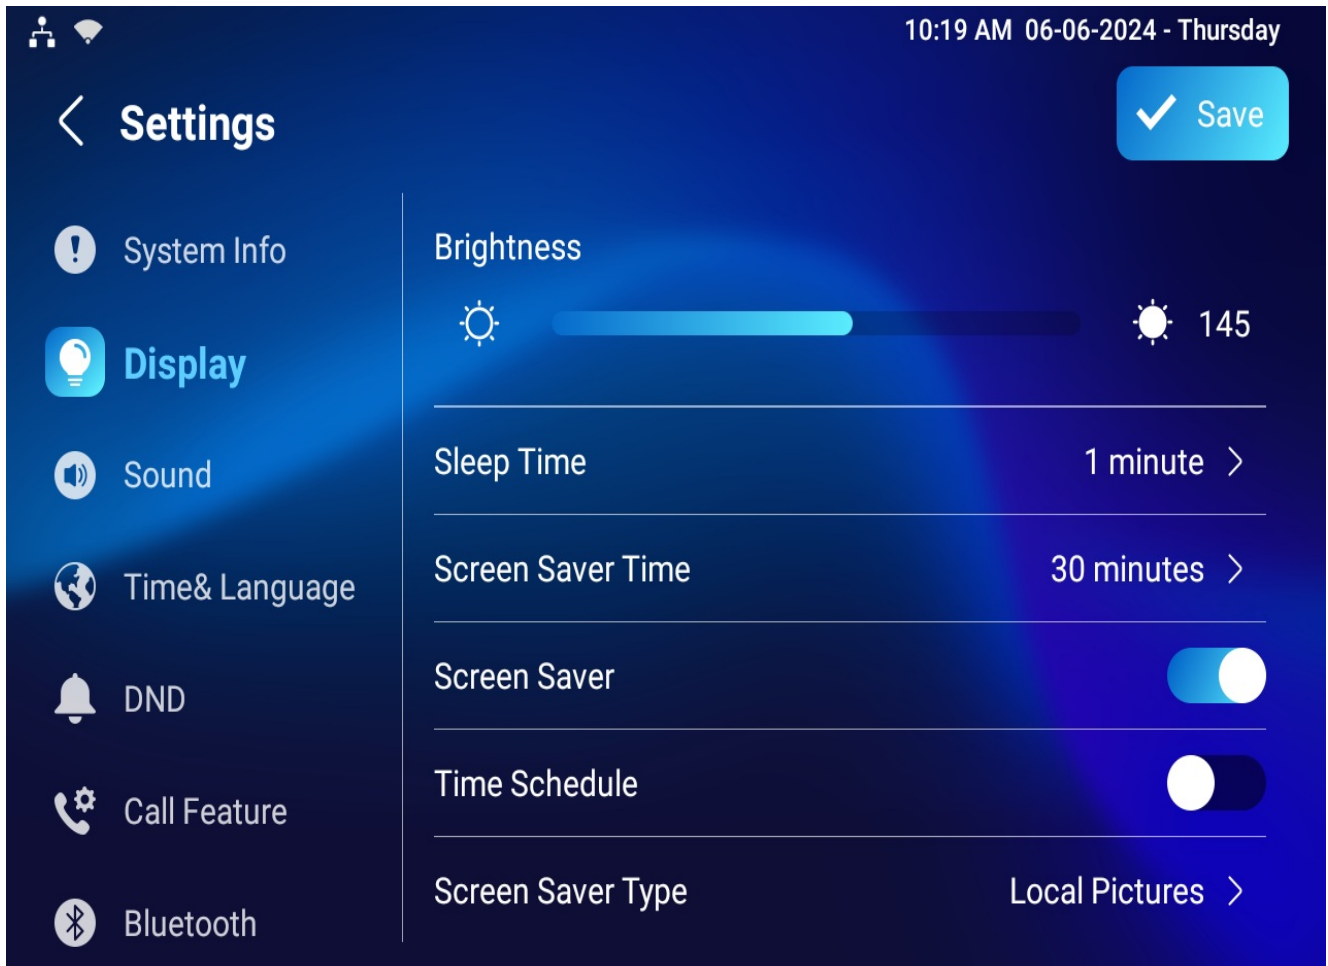 10:19 AM 06-06-2024 - Thursday
Settings
Save
System Info
Display
Sound
Time& Language
DND
Call Feature
Bluetooth
Brightness
145
Sleep Time 1 minute
Screen Saver Time 30 minutes
Screen Saver
Time Schedule
Screen Saver Type Local Pictures